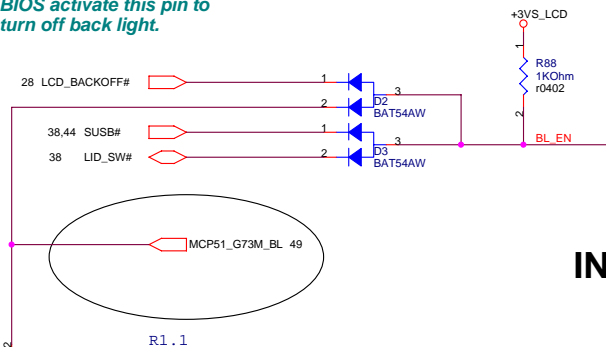 BIOS activate this pin to
turn off back light.
+3VS_LCD
1
R88
1KOhm
r0402
2
28 LCD_BACKOFF# 1
2 3
D2
BAT54AW
38,44 SUSB# 1
3
38 LID_SW# 2
D3
BAT54AW
BL_EN
MCP51_G73M_BL 49
IN
R1.1
2